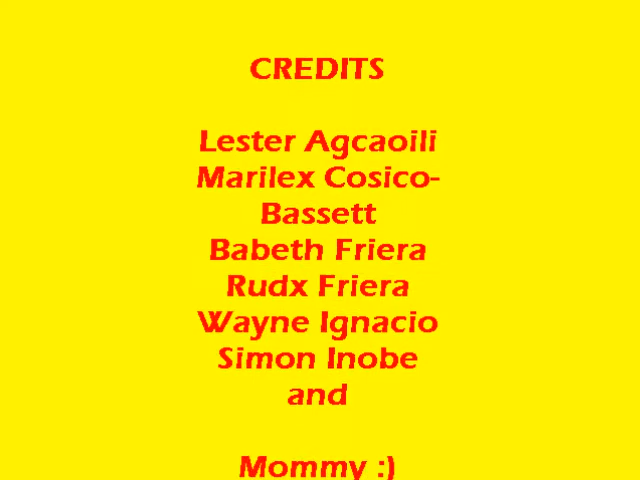 CREDITS
Lester Agcaoili
Marilex Cosico-
Bassett
Babeth Friera
Rudx Friera
Wayne Ignacio
Simon Inobe
and
Mommy :)